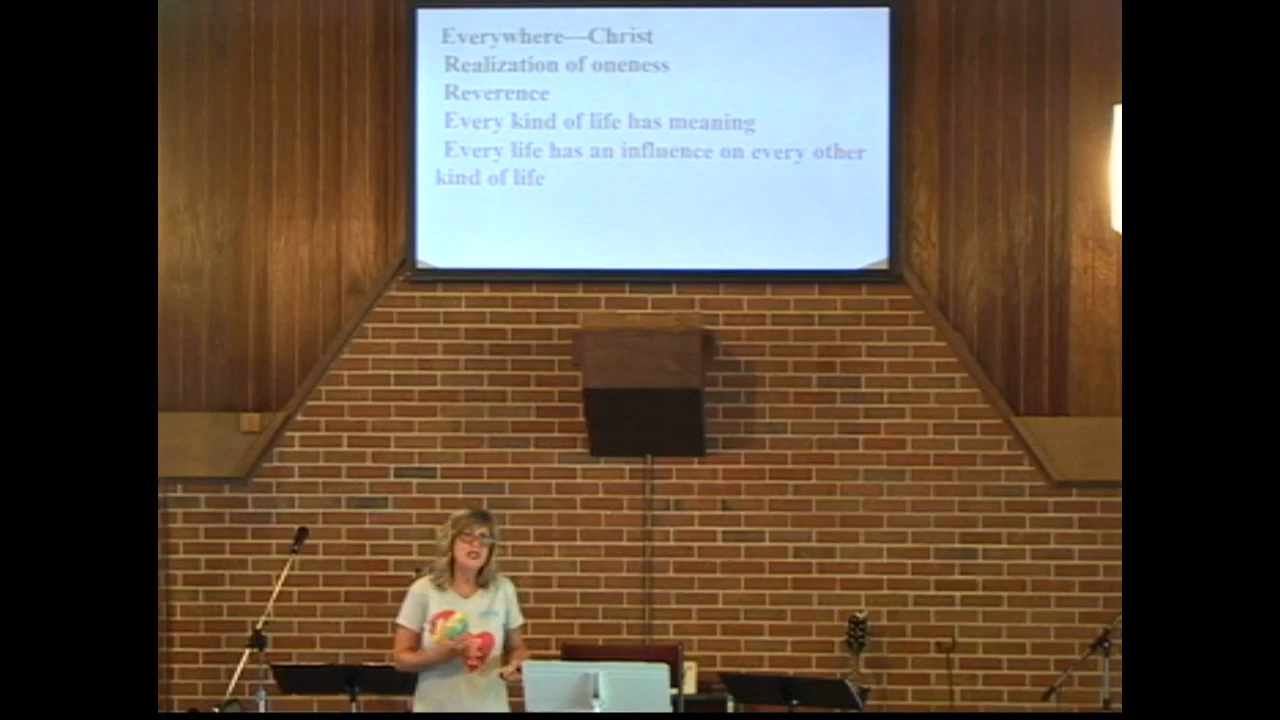 Everywhere—Christ
Realization of oneness
Reverence
Every kind of life has meaning
Every life has an influence on every other
kind of life